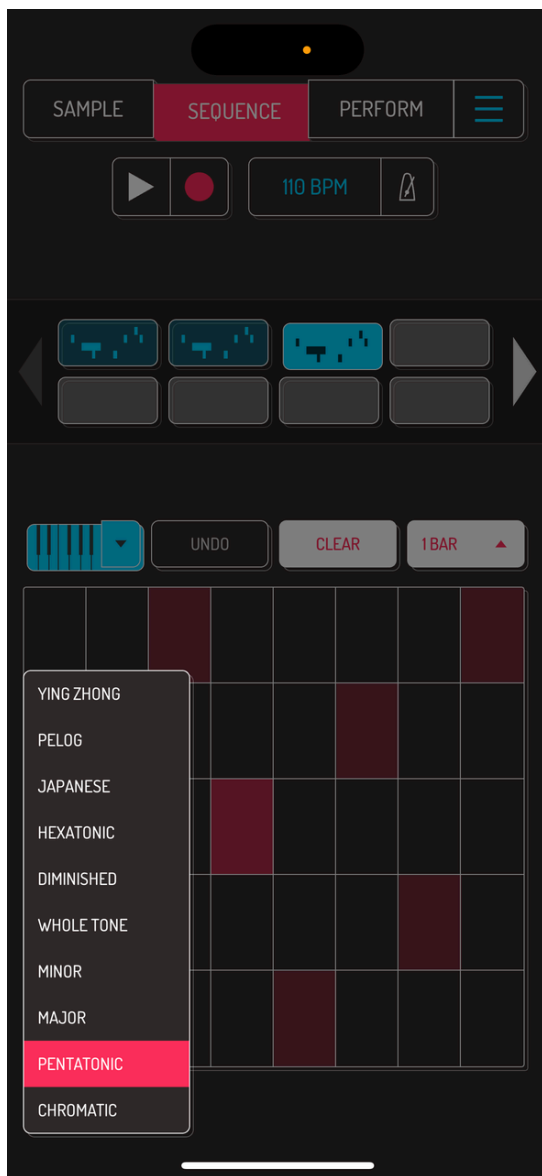 SAMPLE SEQUENCE PERFORM
110 BPM
UNDO CLEAR 1 BAR
YING ZHONG
PELOG
JAPANESE
HEXATONIC
DIMINISHED
WHOLE TONE
MINOR
MAJOR
PENTATONIC
CHROMATIC